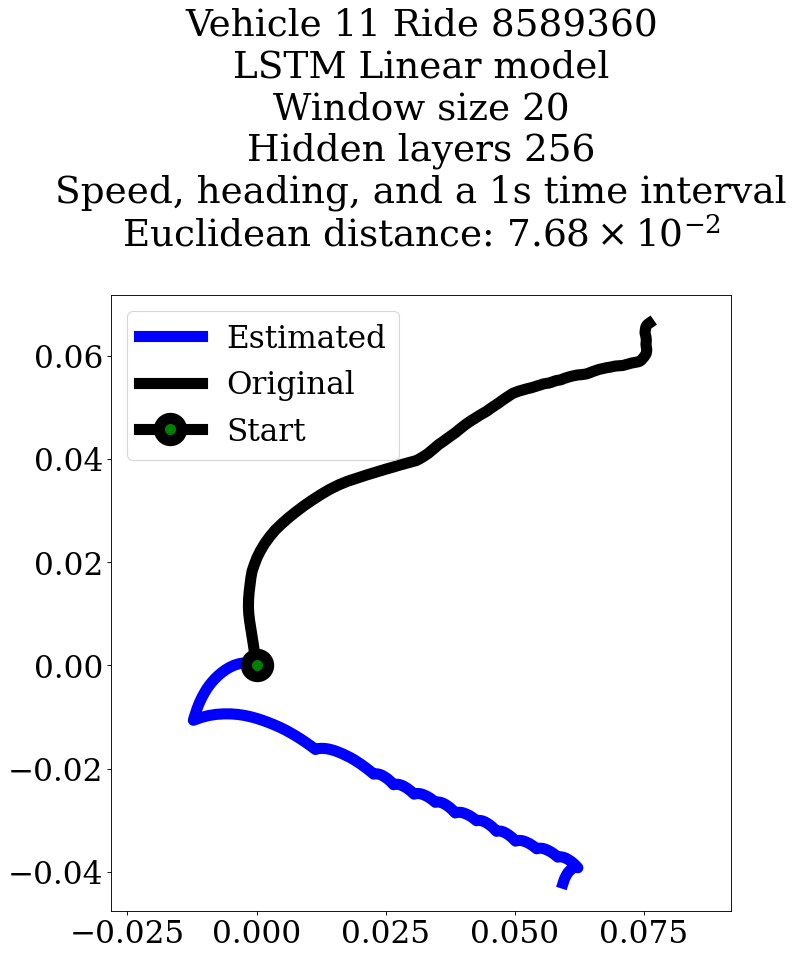 Vehicle 11 Ride 8589360
LSTM Linear model
Window size 20
Hidden layers 256
Speed, heading, and a 1s time interval
Euclidean distance: 7.68 × 10⁻²
Estimated
Original
Start
0.06
0.04
0.02
0.00
−0.02
−0.04
−0.025 0.000 0.025 0.050 0.075